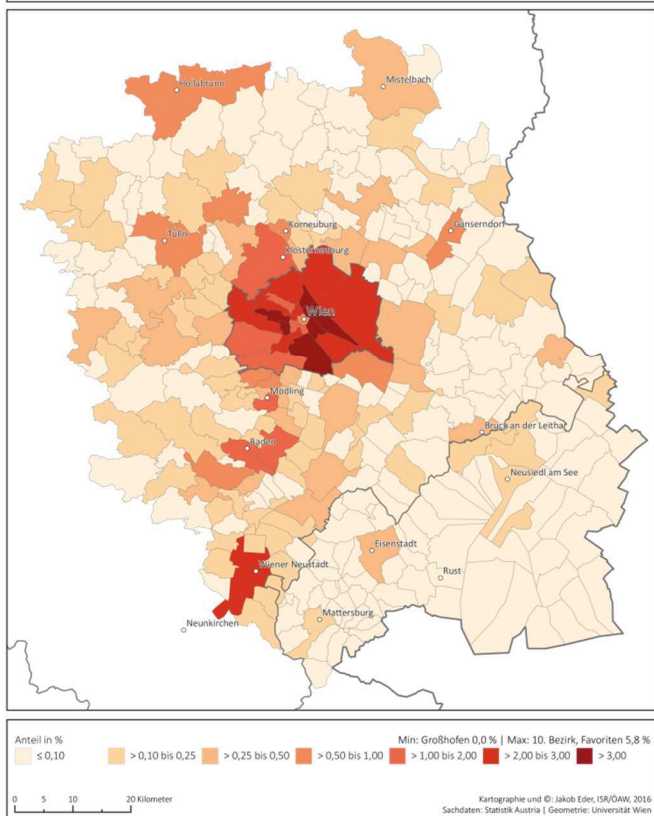 Hollabrunn
Mistelbach
Korneuburg
Gänserndorf
Tulln
Klosterneuburg
Wien
Mödling
Bruck an der Leitha
Baden
Neusiedl am See
Eisenstadt
Wiener Neustadt
Rust
Mattersburg
Neunkirchen
Anteil in %
Min: Großhofen 0,0 % | Max: 10. Bezirk, Favoriten 5,8 %
≤ 0,10
> 0,10 bis 0,25
> 0,25 bis 0,50
> 0,50 bis 1,00
> 1,00 bis 2,00
> 2,00 bis 3,00
> 3,00
0 5 10 20 Kilometer
Kartographie und ©: Jakob Eder, ISR/ÖAW, 2016
Sachdaten: Statistik Austria | Geometrie: Universität Wien